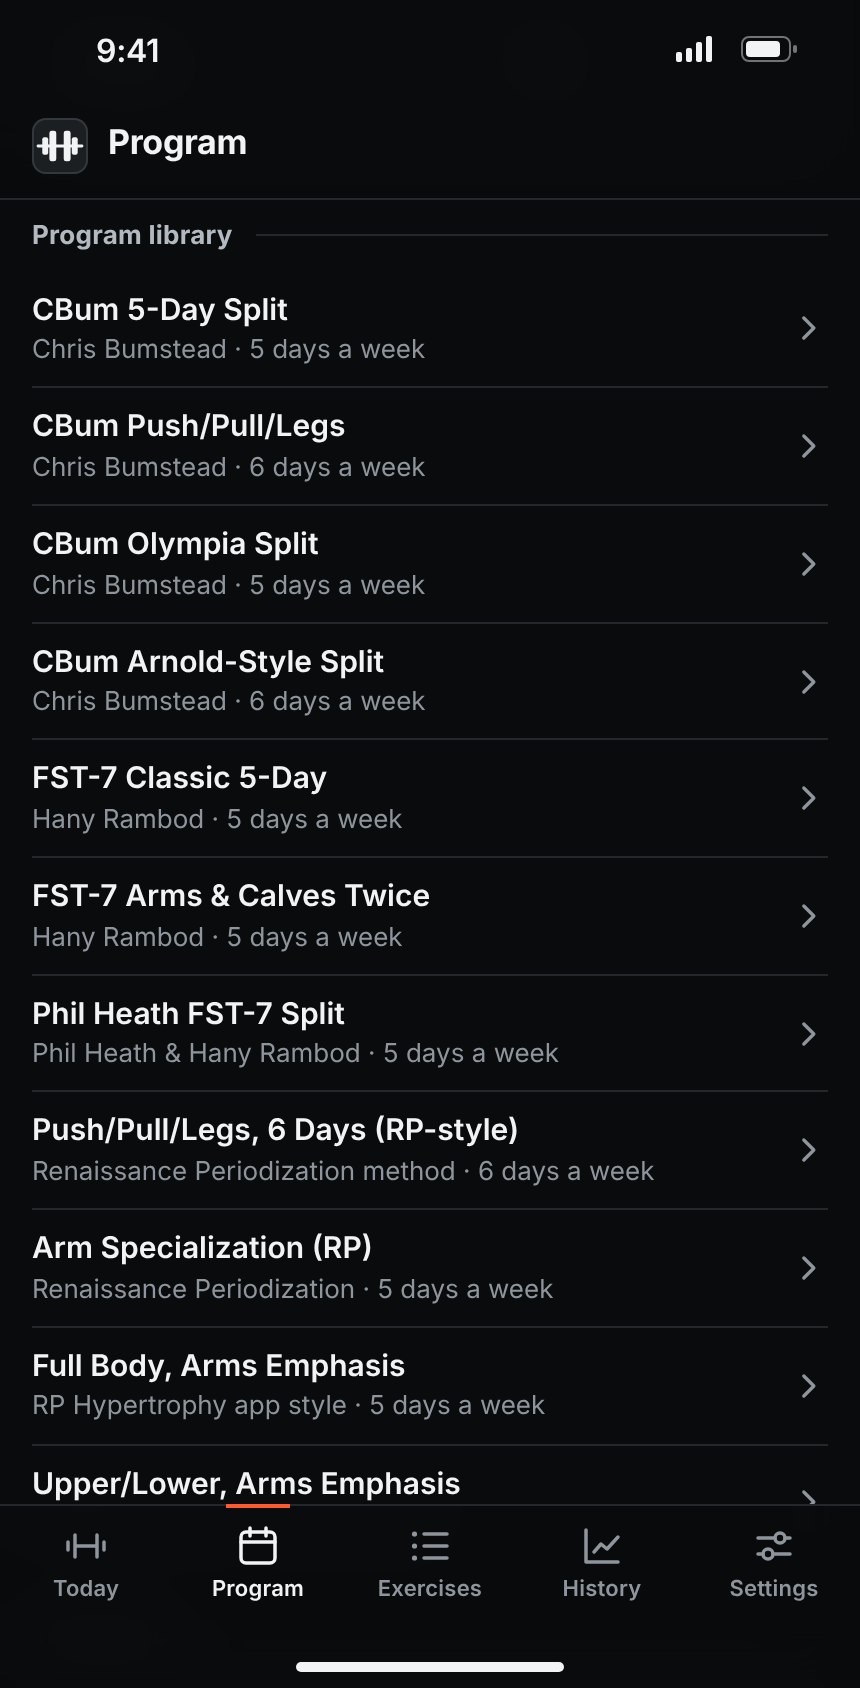 9:41
Program
Program library
CBum 5-Day Split
Chris Bumstead · 5 days a week
CBum Push/Pull/Legs
Chris Bumstead · 6 days a week
CBum Olympia Split
Chris Bumstead · 5 days a week
CBum Arnold-Style Split
Chris Bumstead · 6 days a week
FST-7 Classic 5-Day
Hany Rambod · 5 days a week
FST-7 Arms & Calves Twice
Hany Rambod · 5 days a week
Phil Heath FST-7 Split
Phil Heath & Hany Rambod · 5 days a week
Push/Pull/Legs, 6 Days (RP-style)
Renaissance Periodization method · 6 days a week
Arm Specialization (RP)
Renaissance Periodization · 5 days a week
Full Body, Arms Emphasis
RP Hypertrophy app style · 5 days a week
Upper/Lower, Arms Emphasis
Today
Program
Exercises
History
Settings